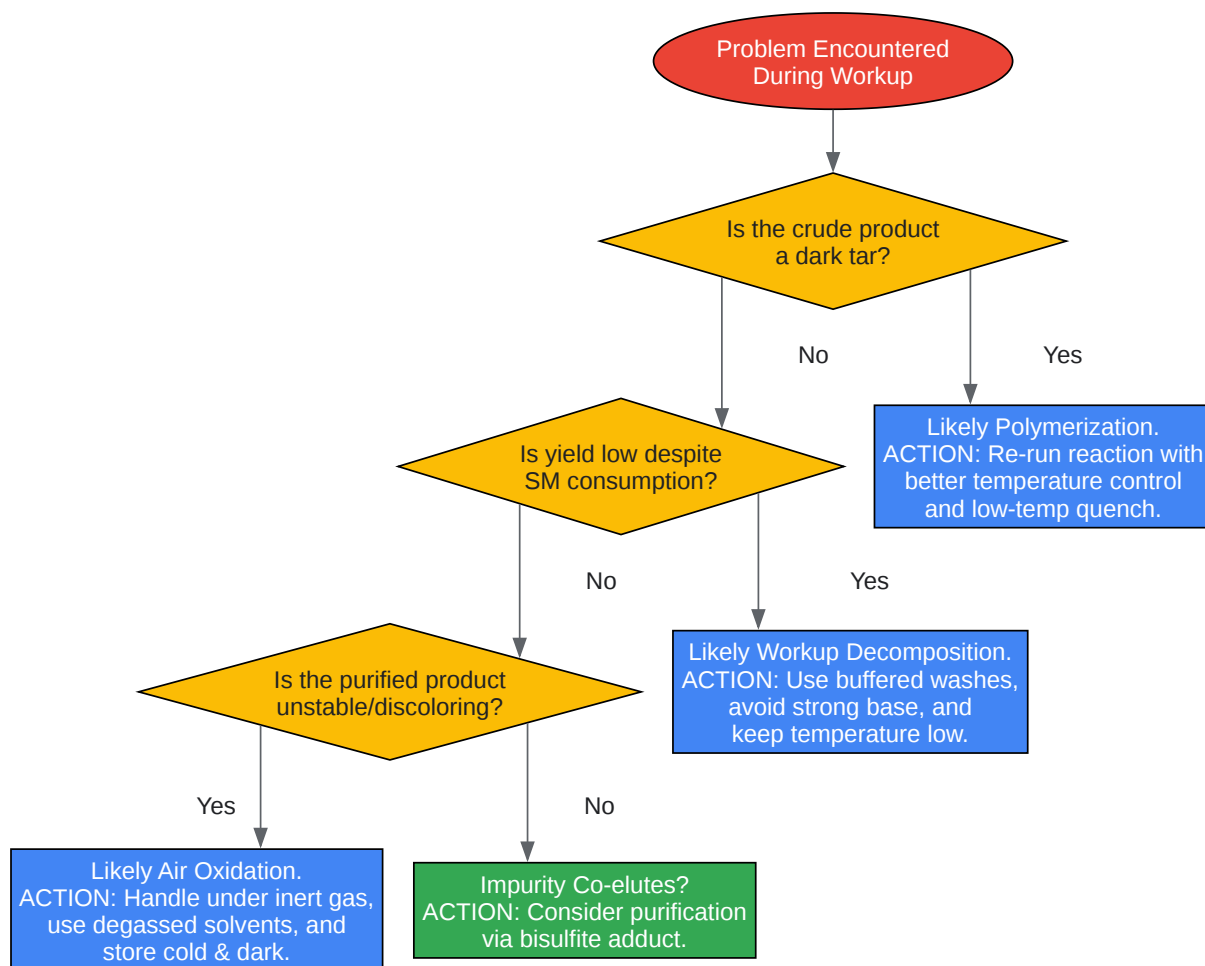 Problem Encountered
During Workup
Is the crude product
a dark tar?
No
Yes
Likely Polymerization.
ACTION: Re-run reaction with
better temperature control
and low-temp quench.
Is yield low despite
SM consumption?
No
Yes
Likely Workup Decomposition.
ACTION: Use buffered washes,
avoid strong base, and
keep temperature low.
Is the purified product
unstable/discoloring?
Yes
No
Likely Air Oxidation.
ACTION: Handle under inert gas,
use degassed solvents, and
store cold & dark.
Impurity Co-elutes?
ACTION: Consider purification
via bisulfite adduct.